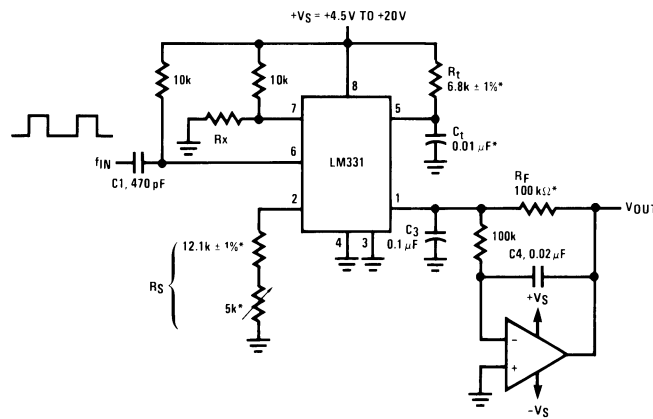 +VS = +4.5V TO +20V
10k
10k
Rt
6.8k ± 1%*
8
7
5
Rx
Ct
0.01 µF*
6
LM331
fIN
C1, 470 pF
RF
100 kΩ*
2
1
VOUT
12.1k ± 1%*
4
3
C3
0.1 µF
100k
C4, 0.02 µF
RS
5k*
+VS
−
+
−VS